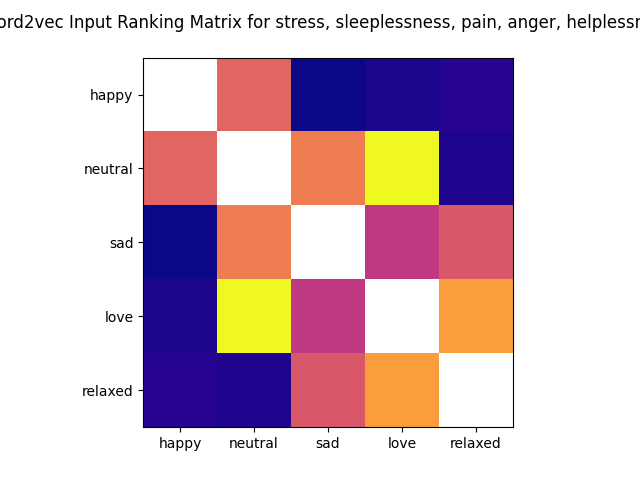 ord2vec Input Ranking Matrix for stress, sleeplessness, pain, anger, helpless
happy
neutral
sad
love
relaxed
happy neutral sad love relaxed